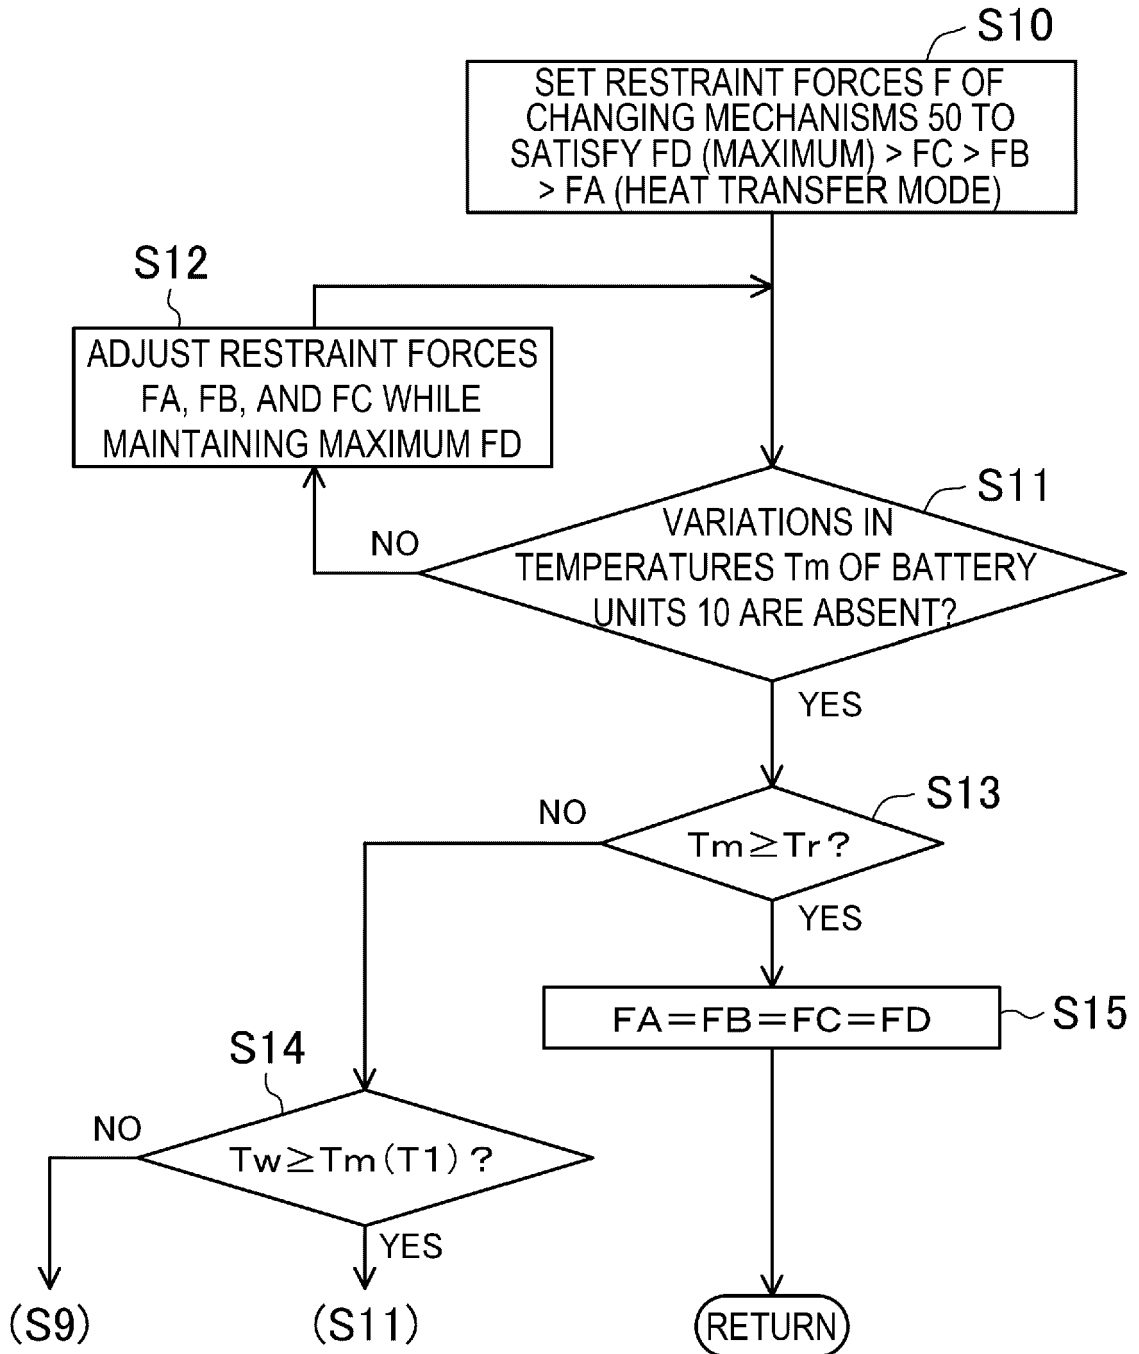 S10
SET RESTRAINT FORCES F OF
CHANGING MECHANISMS 50 TO
SATISFY FD (MAXIMUM) > FC > FB
> FA (HEAT TRANSFER MODE)
S12
ADJUST RESTRAINT FORCES
FA, FB, AND FC WHILE
MAINTAINING MAXIMUM FD
S11
VARIATIONS IN
TEMPERATURES Tm OF BATTERY
UNITS 10 ARE ABSENT?
NO
YES
S13
Tm≧Tr?
NO
YES
S15
FA=FB=FC=FD
S14
Tw≧Tm(T1)?
NO
YES
(S9)
(S11)
RETURN